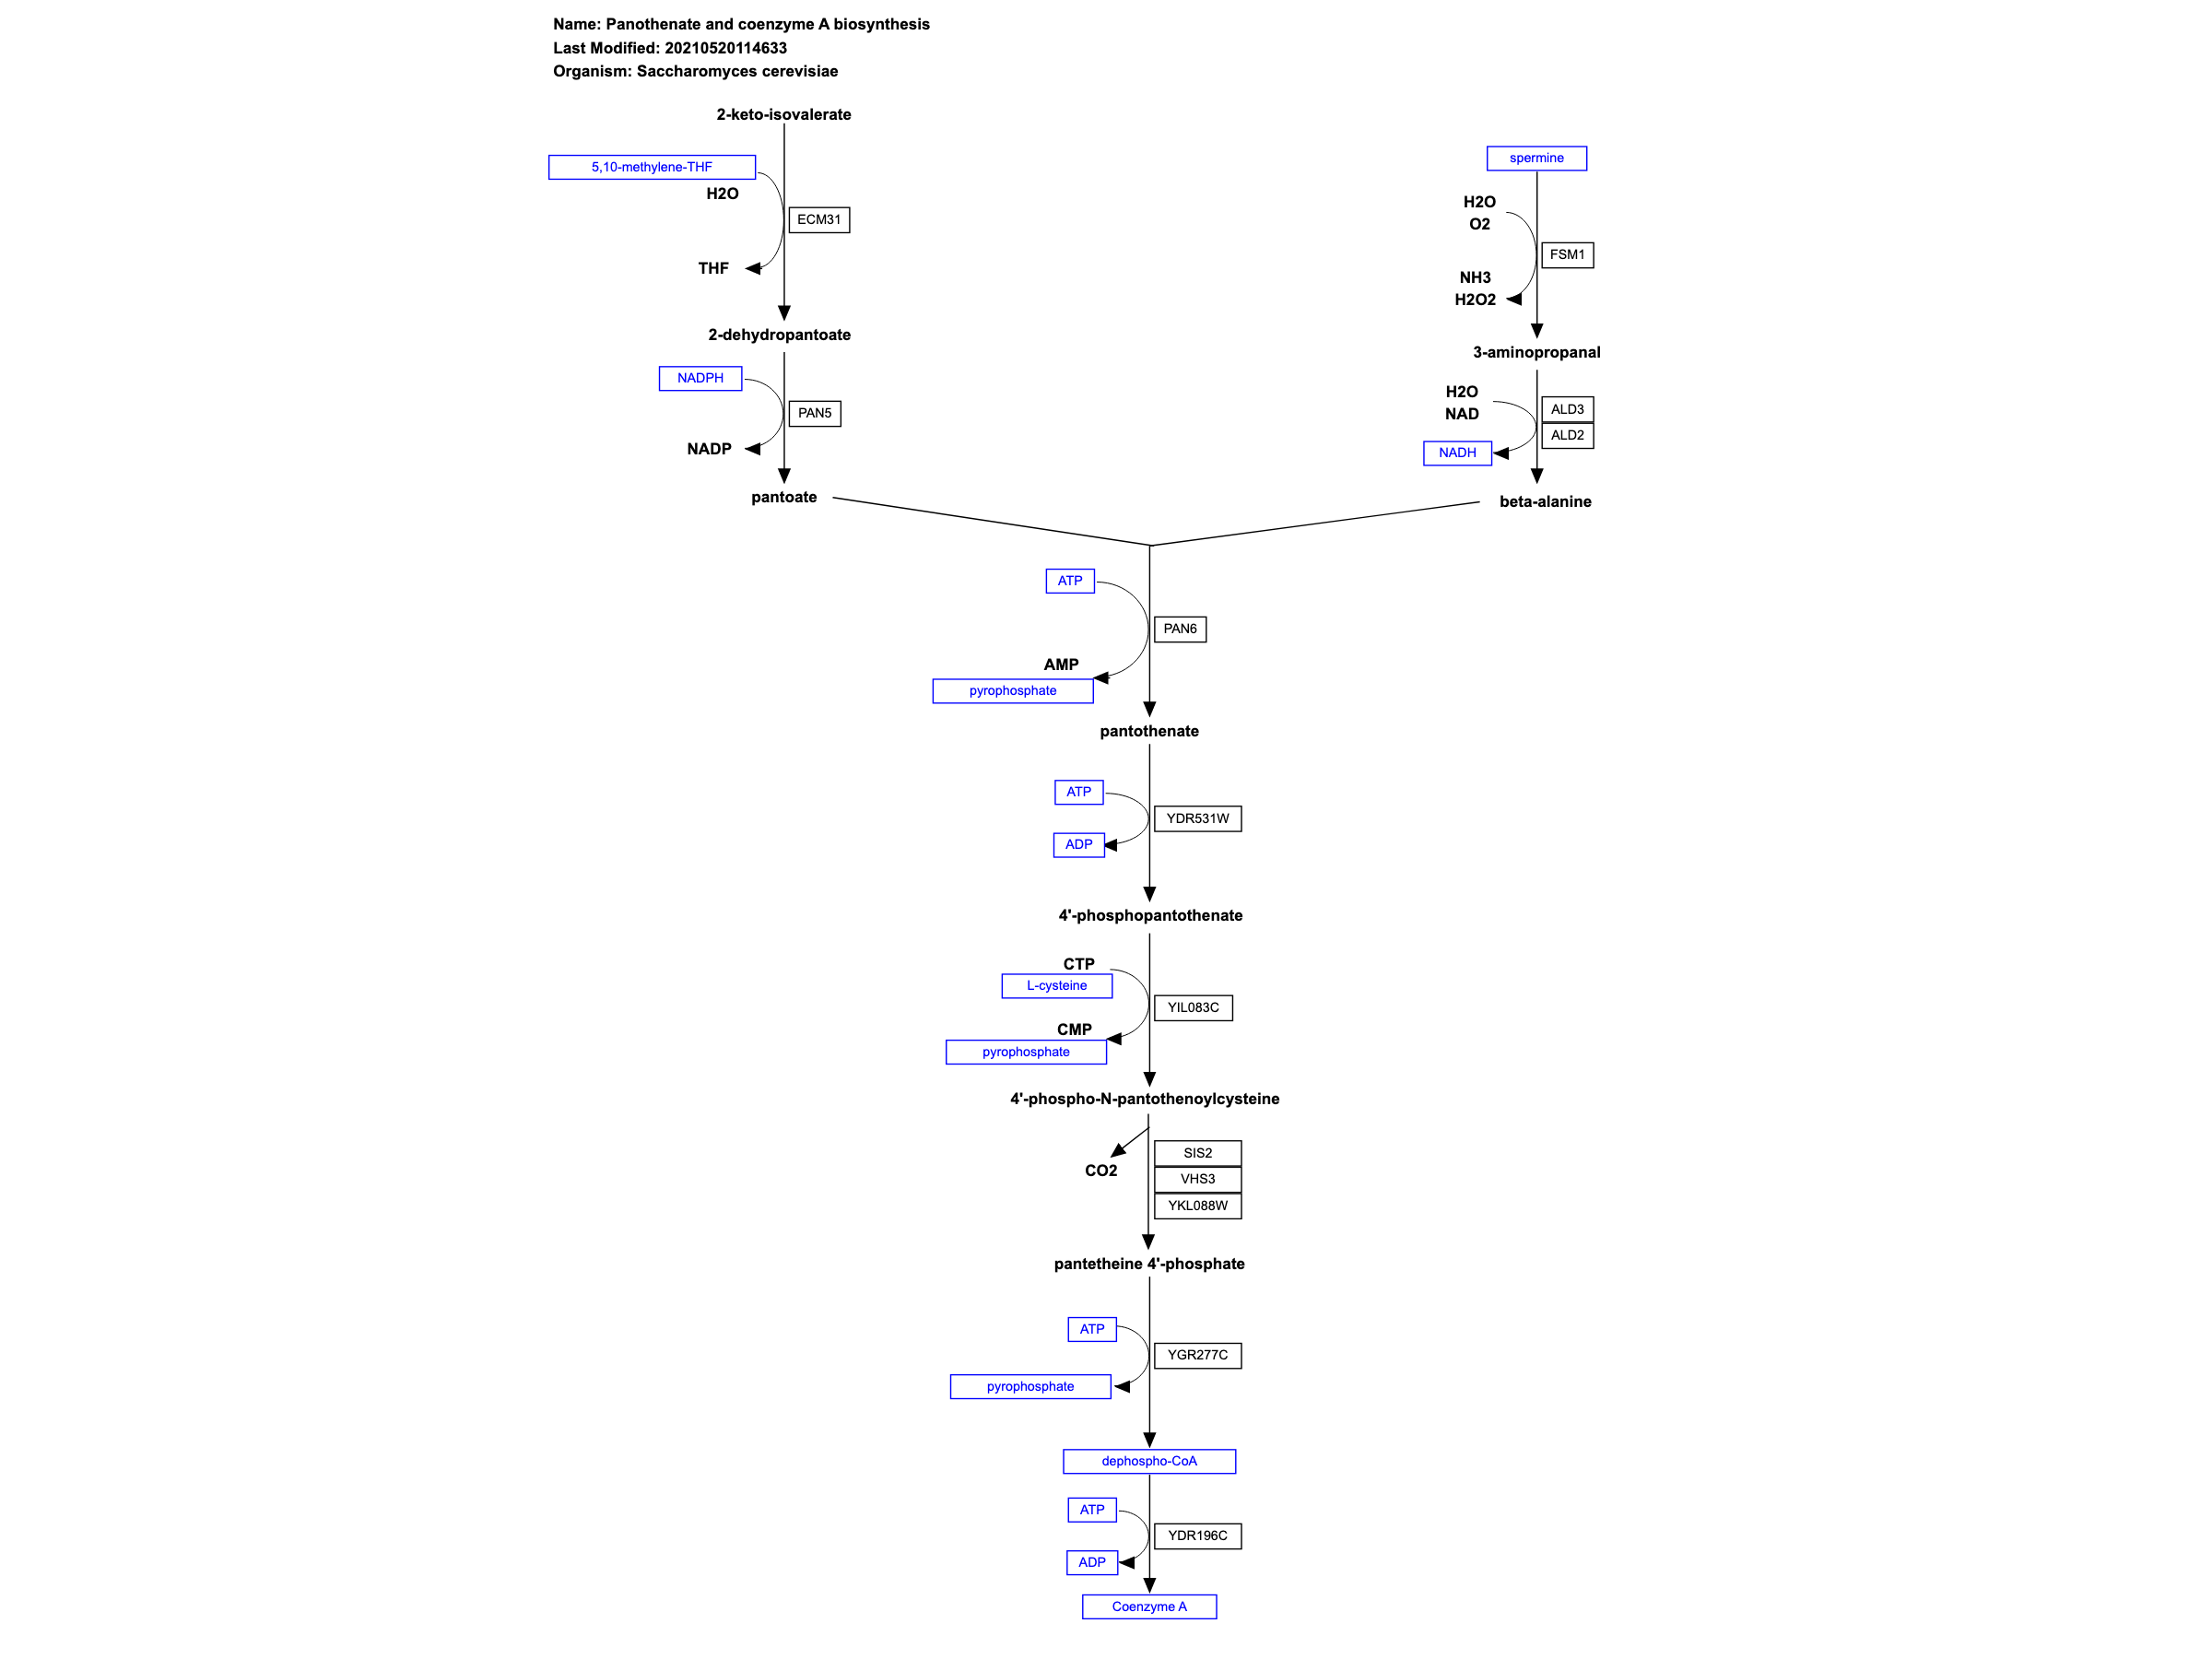 Name: Panothenate and coenzyme A biosynthesis
Last Modified: 20210520114633
Organism: Saccharomyces cerevisiae
2-keto-isovalerate
5,10-methylene-THF
H2O
ECM31
THF
2-dehydropantoate
NADPH
PAN5
NADP
pantoate
spermine
H2O
O2
FSM1
NH3
H2O2
3-aminopropanal
H2O
NAD
ALD3
ALD2
NADH
beta-alanine
ATP
PAN6
AMP
pyrophosphate
pantothenate
ATP
YDR531W
ADP
4'-phosphopantothenate
CTP
L-cysteine
YIL083C
CMP
pyrophosphate
4'-phospho-N-pantothenoylcysteine
CO2
SIS2
VHS3
YKL088W
pantetheine 4'-phosphate
ATP
YGR277C
pyrophosphate
dephospho-CoA
ATP
YDR196C
ADP
Coenzyme A